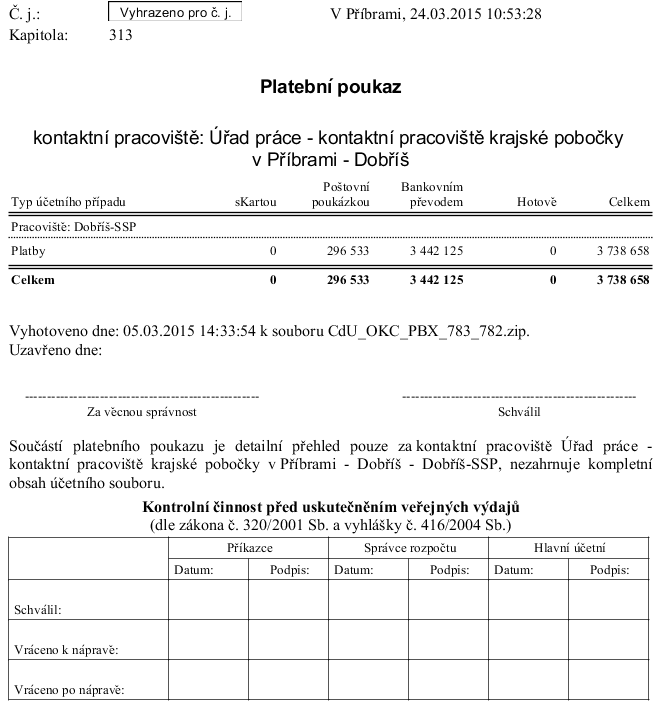 Č. j.: Vyhrazeno pro č. j. V Příbrami, 24.03.2015 10:53:28
Kapitola: 313
Platební poukaz
kontaktní pracoviště: Úřad práce - kontaktní pracoviště krajské pobočky
v Příbrami - Dobříš
Poštovní Bankovním
Typ účetního případu sKartou poukázkou převodem Hotově Celkem
Pracoviště: Dobříš-SSP
Platby 0 296 533 3 442 125 0 3 738 658
Celkem 0 296 533 3 442 125 0 3 738 658
Vyhotoveno dne: 05.03.2015 14:33:54 k souboru CdU_OKC_PBX_783_782.zip.
Uzavřeno dne:
Za věcnou správnost Schválil
Součástí platebního poukazu je detailní přehled pouze za kontaktní pracoviště Úřad práce -
kontaktní pracoviště krajské pobočky v Příbrami - Dobříš - Dobříš-SSP, nezahrnuje kompletní
obsah účetního souboru.
Kontrolní činnost před uskutečněním veřejných výdajů
(dle zákona č. 320/2001 Sb. a vyhlášky č. 416/2004 Sb.)
Příkazce Správce rozpočtu Hlavní účetní
Datum: Podpis: Datum: Podpis: Datum: Podpis:
Schválil:
Vráceno k nápravě:
Vráceno po nápravě: